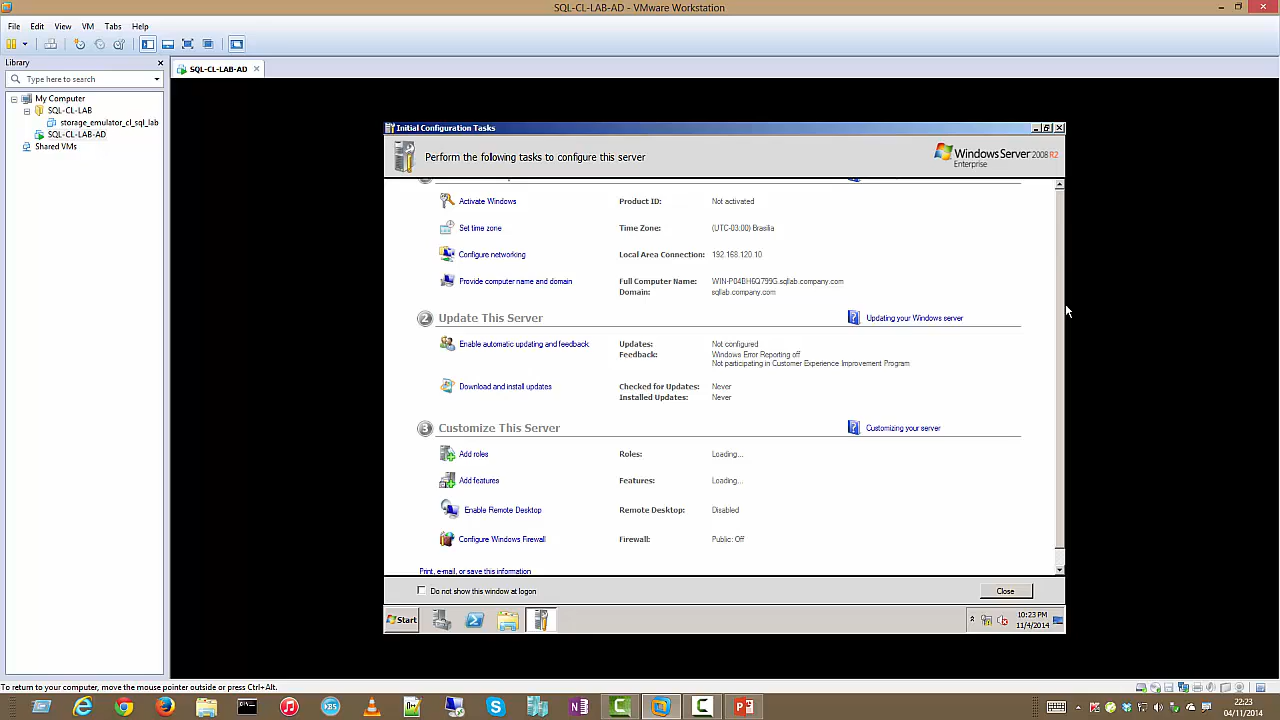 SQL-CL-LAB-AD - VMware Workstation
File Edit View VM Tabs Help
Library
Type here to search
SQL-CL-LAB-AD
My Computer
SQL-CL-LAB
storage_emulator_cl_sql_lab
SQL-CL-LAB-AD
Shared VMs
Initial Configuration Tasks
Perform the following tasks to configure this server
Windows Server 2008 R2
Enterprise
Activate Windows Product ID: Not activated
Set time zone Time Zone: (UTC-03:00) Brasilia
Configure networking Local Area Connection: 192.168.120.10
Provide computer name and domain Full Computer Name: WIN-P04BH6Q799G.sqllab.company.com
Domain: sqllab.company.com
2 Update This Server Updating your Windows server
Enable automatic updating and feedback Updates: Not configured
Feedback: Windows Error Reporting off
Not participating in Customer Experience Improvement Program
Download and install updates Checked for Updates: Never
Installed Updates: Never
3 Customize This Server Customizing your server
Add roles Roles: Loading...
Add features Features: Loading...
Enable Remote Desktop Remote Desktop: Disabled
Configure Windows Firewall Firewall: Public: Off
Print, e-mail, or save this information
Do not show this window at logon Close
Start 10:23 PM
11/4/2014
To return to your computer, move the mouse pointer outside or press Ctrl+Alt.
22:23
04/11/2014